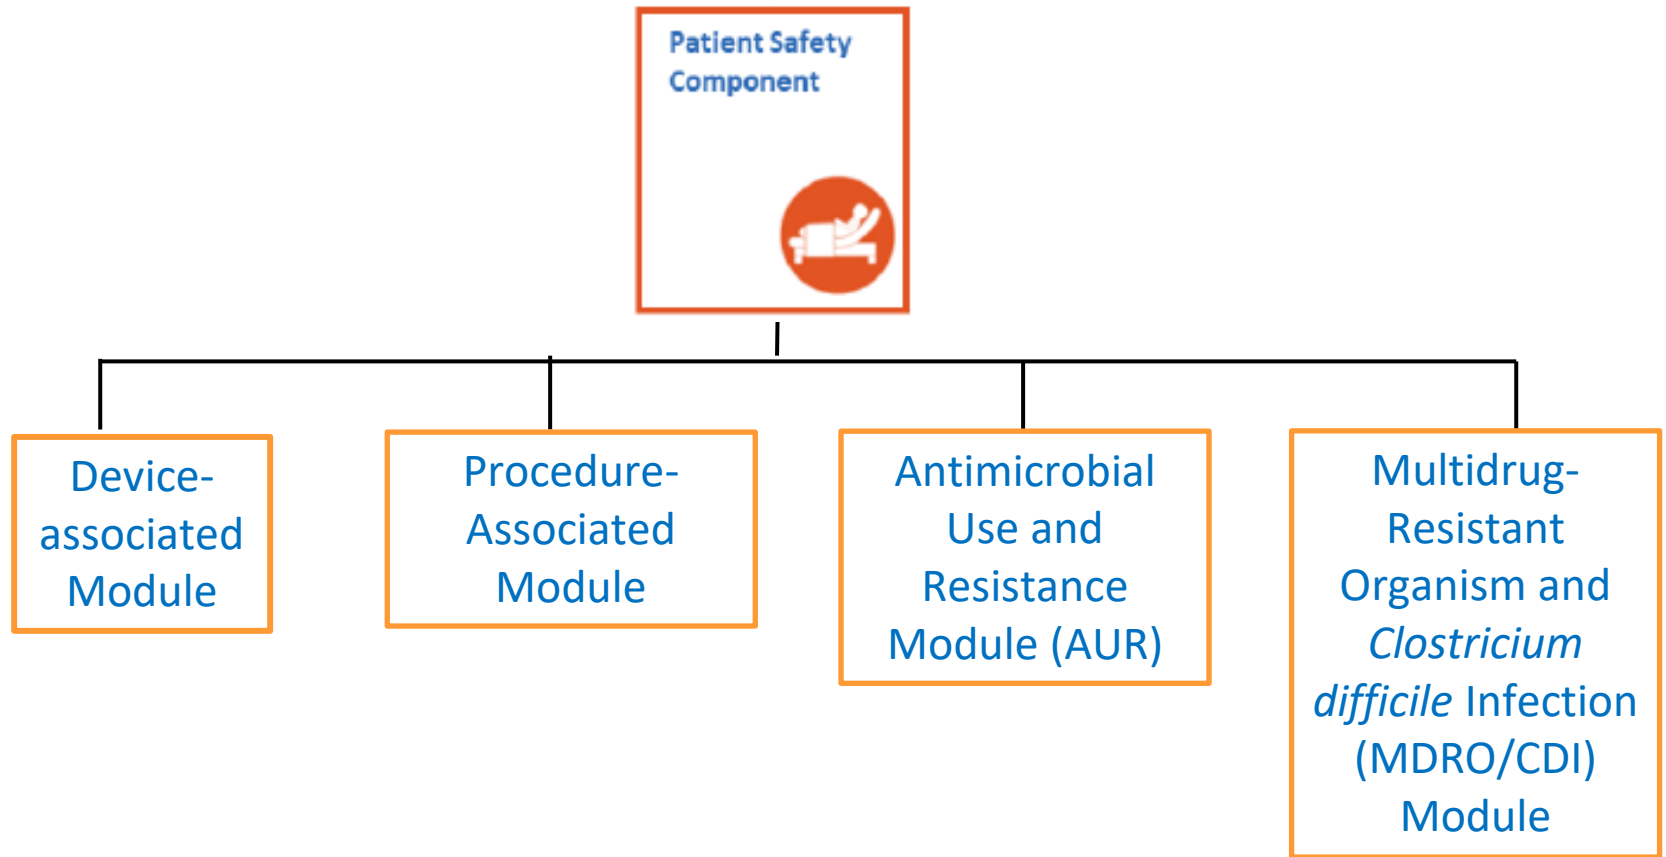 Patient Safety
Component
Device-
associated
Module
Procedure-
Associated
Module
Antimicrobial
Use and
Resistance
Module (AUR)
Multidrug-
Resistant
Organism and
Clostricium
difficile Infection
(MDRO/CDI)
Module